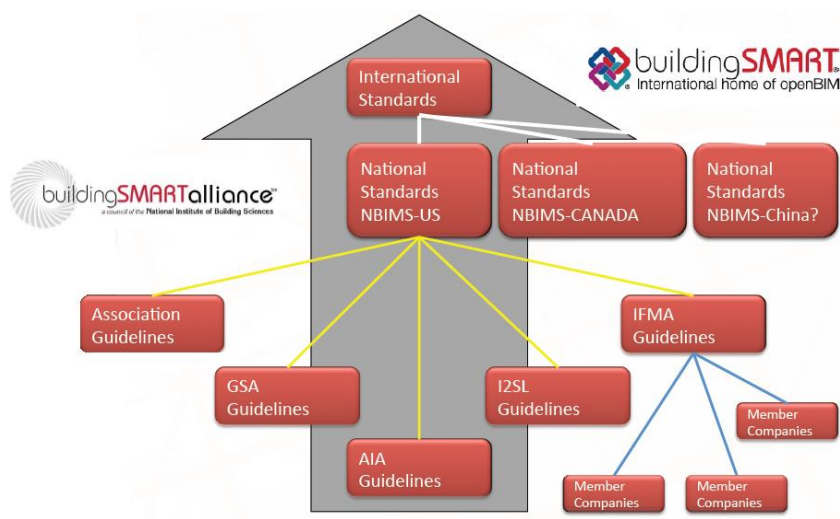 International
Standards
buildingSMART®
International home of openBIM
®
buildingSMARTalliance™
a council of the National Institute of Building Sciences
National
Standards
NBIMS-US
National
Standards
NBIMS-CANADA
National
Standards
NBIMS-China?
Association
Guidelines
IFMA
Guidelines
GSA
Guidelines
I2SL
Guidelines
AIA
Guidelines
Member
Companies
Member
Companies
Member
Companies